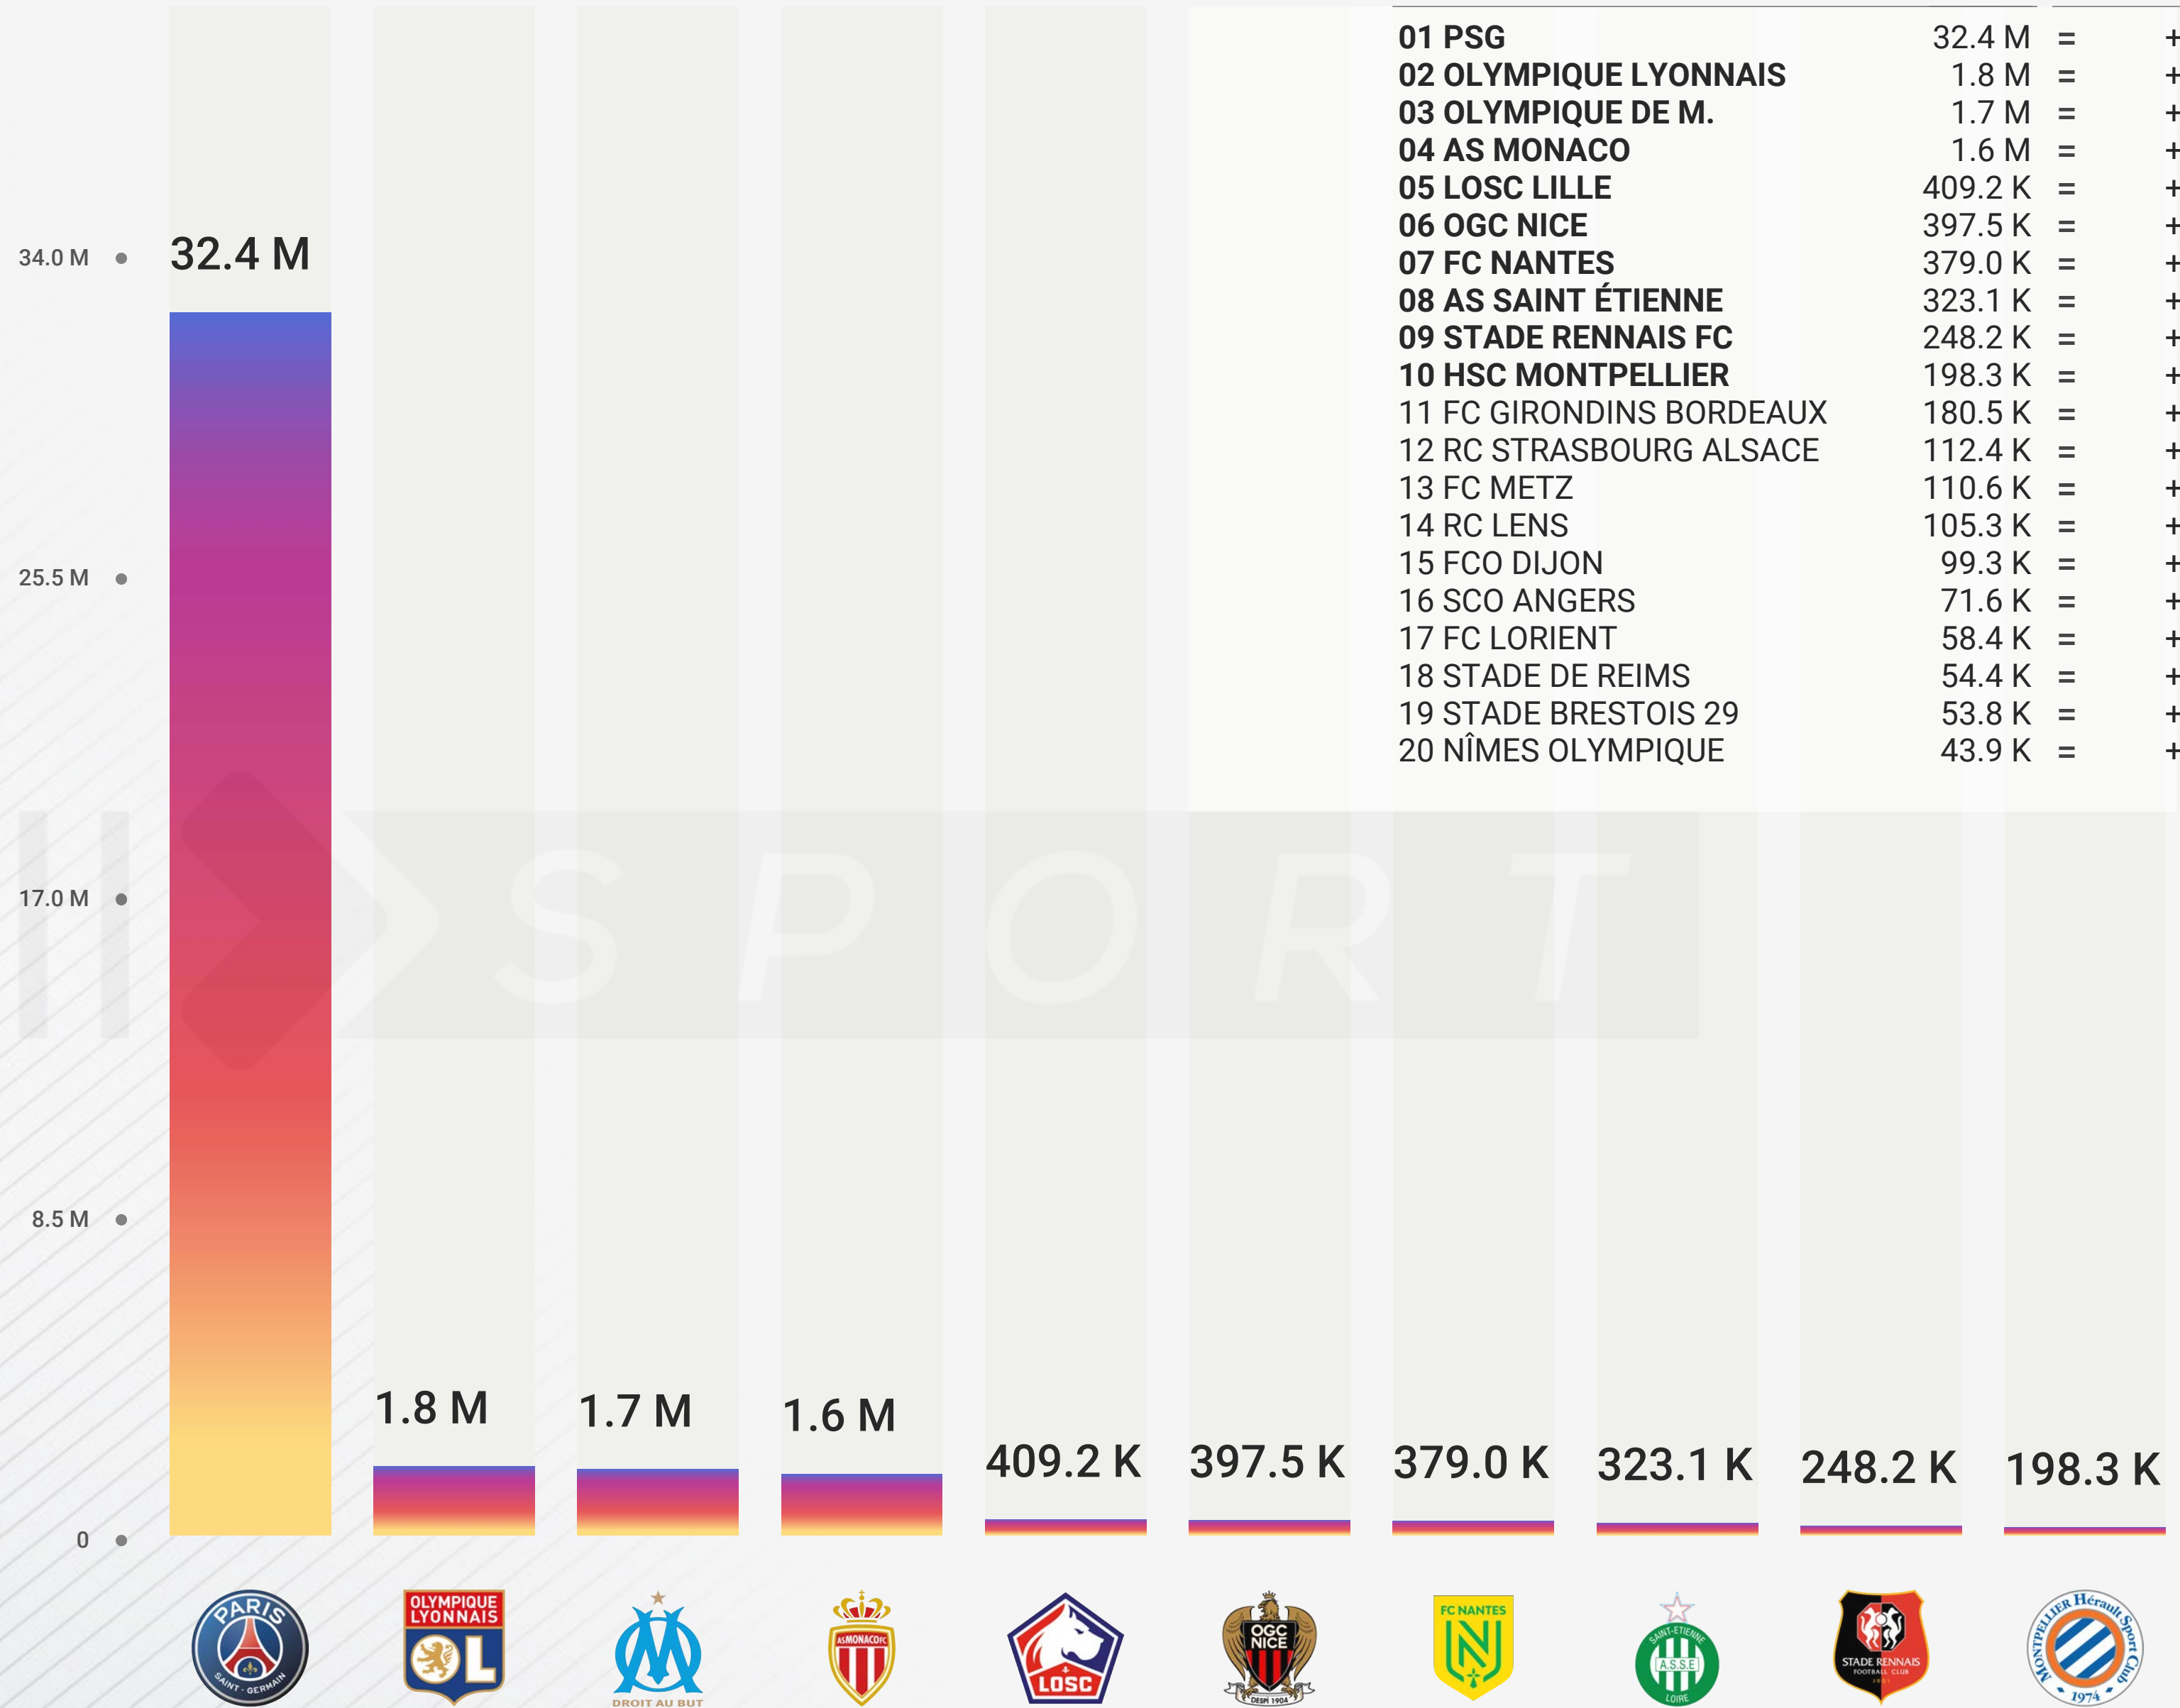 01 PSG 32.4 M = +
02 OLYMPIQUE LYONNAIS 1.8 M = +
03 OLYMPIQUE DE M. 1.7 M = +
04 AS MONACO 1.6 M = +
05 LOSC LILLE 409.2 K = +
06 OGC NICE 397.5 K = +
07 FC NANTES 379.0 K = +
08 AS SAINT ÉTIENNE 323.1 K = +
09 STADE RENNAIS FC 248.2 K = +
10 HSC MONTPELLIER 198.3 K = +
11 FC GIRONDINS BORDEAUX 180.5 K = +
12 RC STRASBOURG ALSACE 112.4 K = +
13 FC METZ 110.6 K = +
14 RC LENS 105.3 K = +
15 FCO DIJON 99.3 K = +
16 SCO ANGERS 71.6 K = +
17 FC LORIENT 58.4 K = +
18 STADE DE REIMS 54.4 K = +
19 STADE BRESTOIS 29 53.8 K = +
20 NÎMES OLYMPIQUE 43.9 K = +
34.0 M
25.5 M
17.0 M
8.5 M
0
32.4 M
1.8 M
1.7 M
1.6 M
409.2 K
397.5 K
379.0 K
323.1 K
248.2 K
198.3 K
SPORT
PARIS
SAINT - GERMAIN
OLYMPIQUE
LYONNAIS
OL
DROIT AU BUT
AS MONACO FC
LOSC
OGC
NICE
DESPI 1904
FC NANTES
N
SAINT-ETIENNE
A.S.S.E
LOIRE
STADE RENNAIS
FOOTBALL CLUB
1901
MONTPELLIER Hérault Sport Club
1974